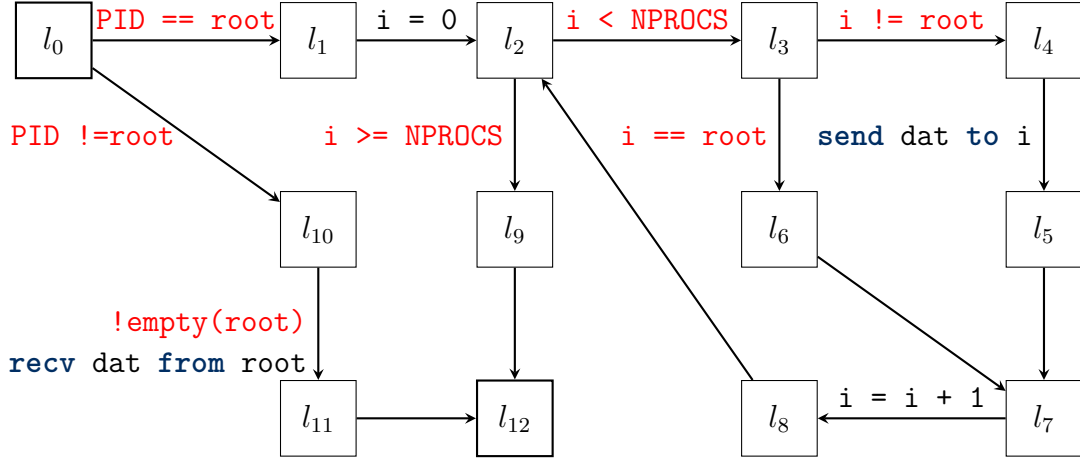 PID == root
i = 0
i < NPROCS
i != root
l0
l1
l2
l3
l4
PID !=root
i >= NPROCS
i == root
send dat to i
l10
l9
l6
l5
!empty(root)
recv dat from root
i = i + 1
l11
l12
l8
l7